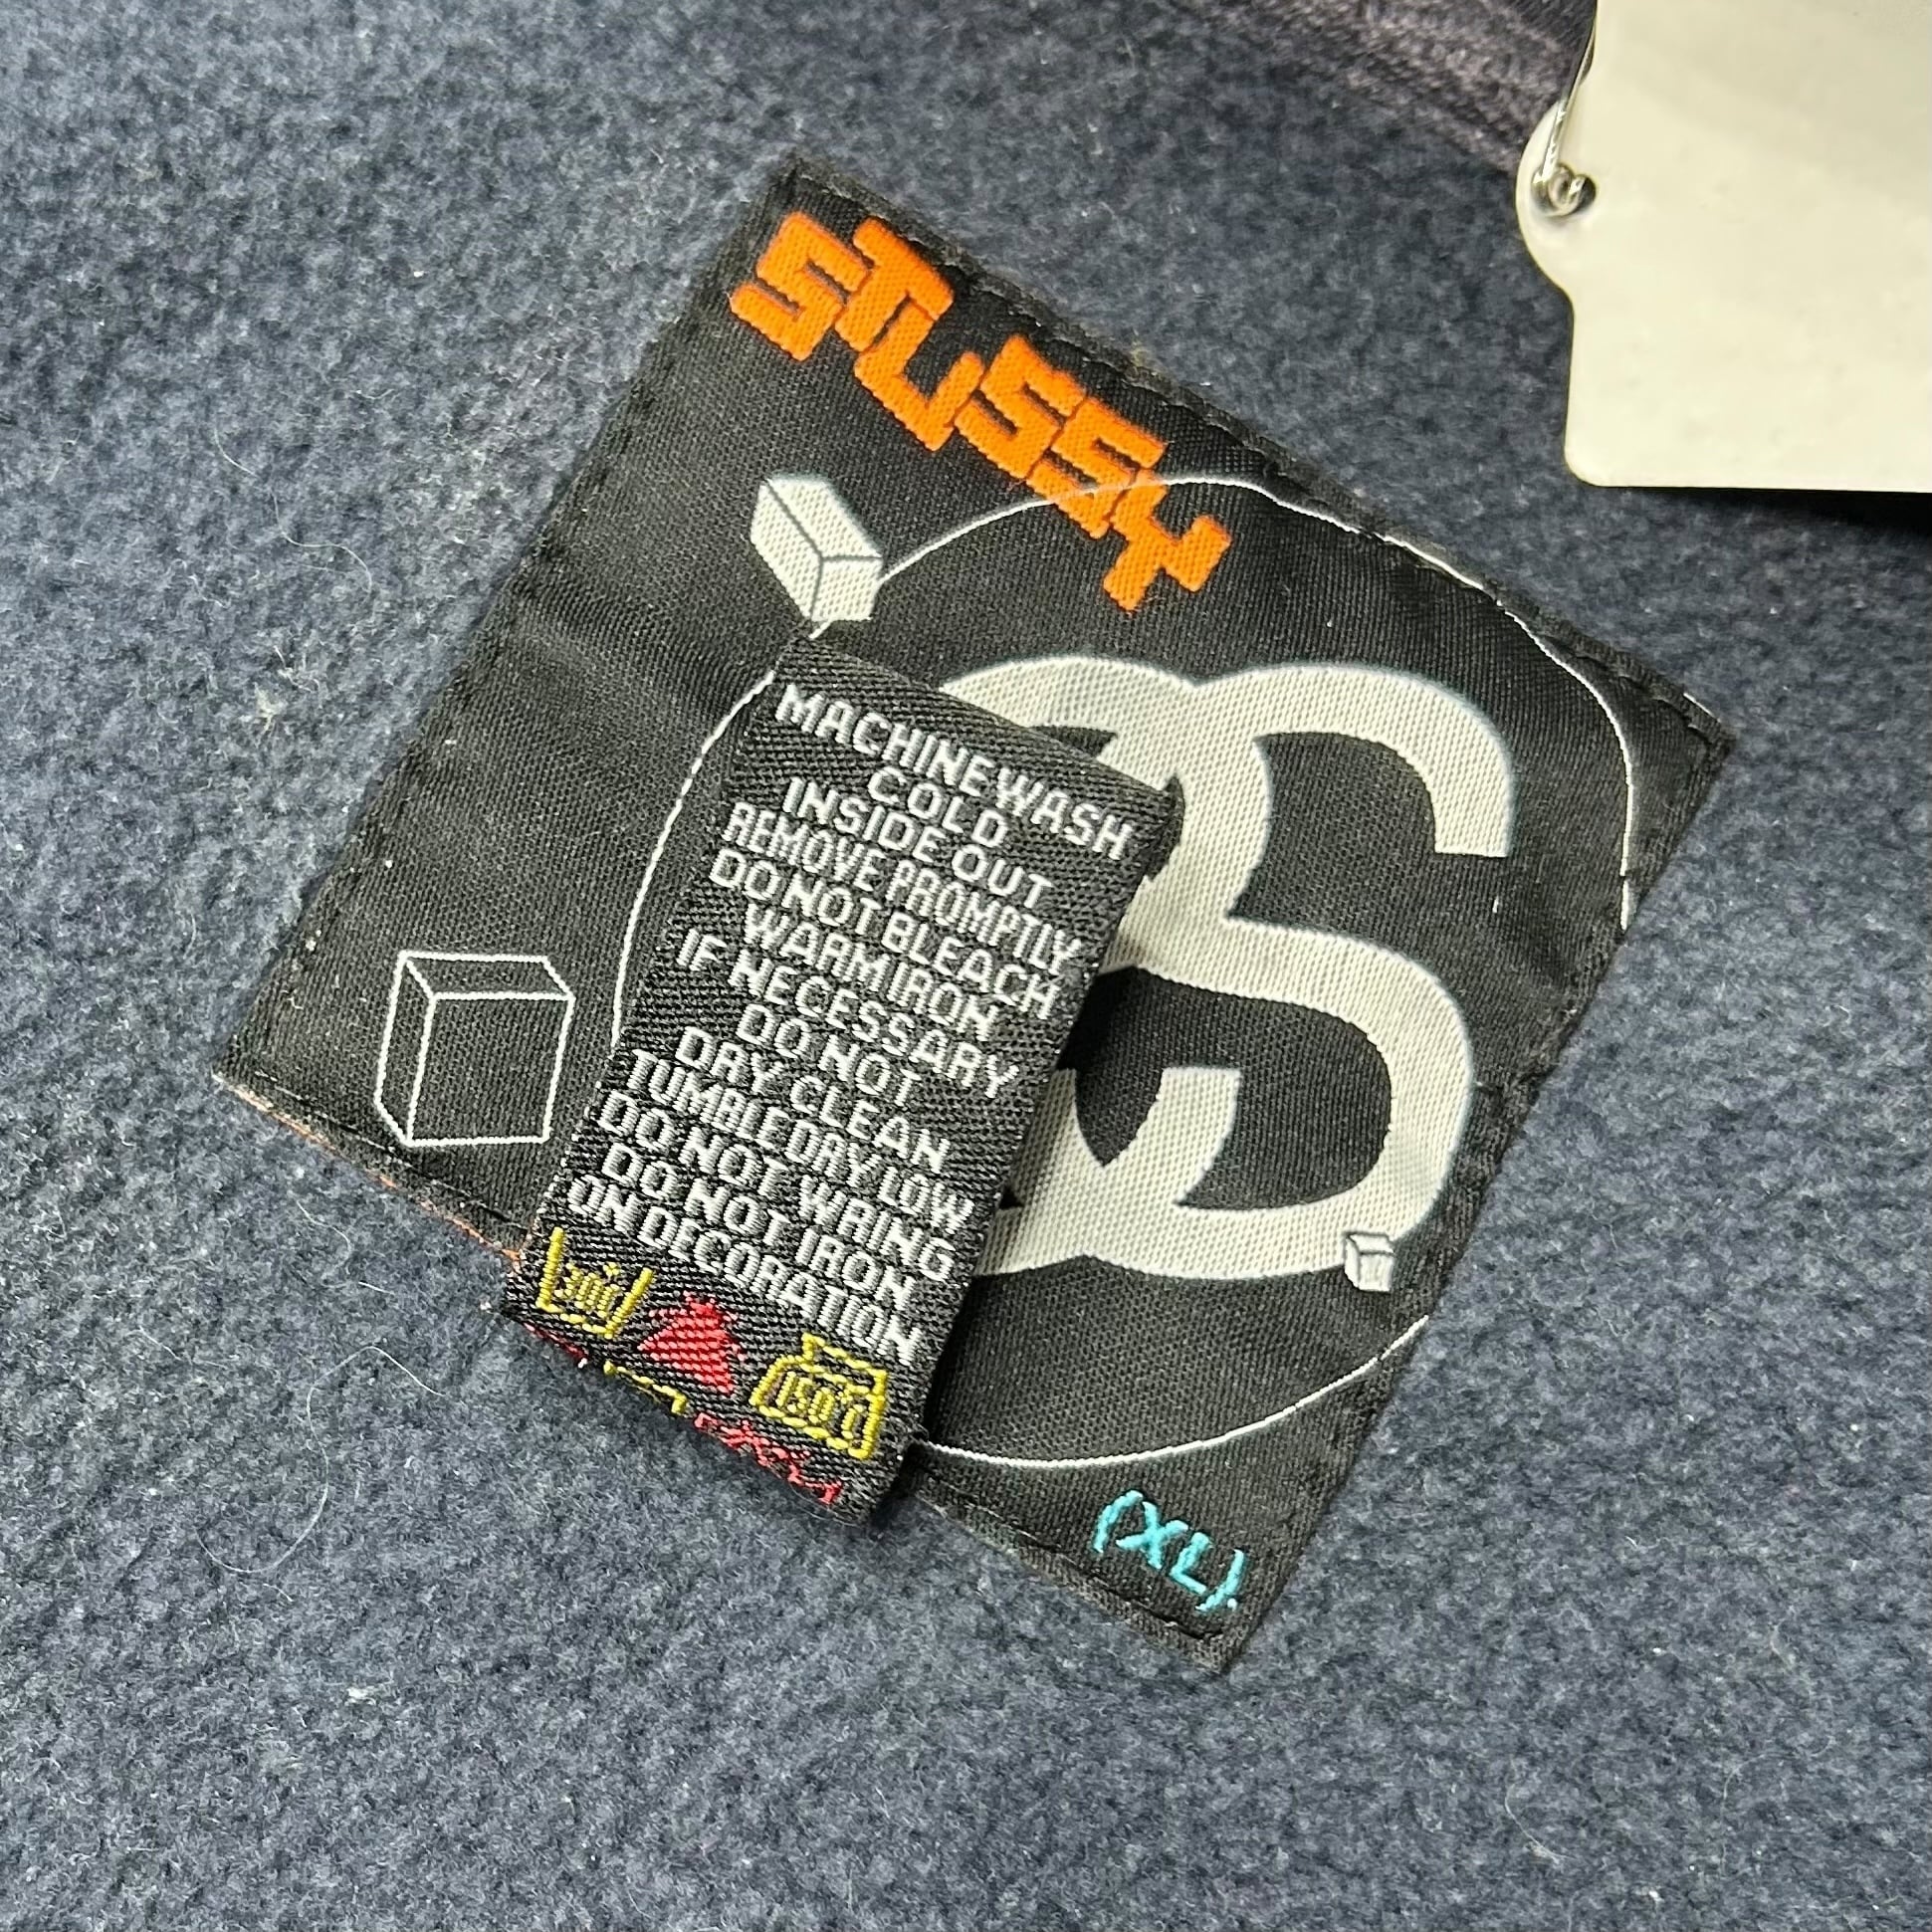 STUSSY
SS
MACHINE WASH
COLD
INSIDE OUT
REMOVE PROMPTLY
DO NOT BLEACH
WARM IRON
IF NECESSARY
DO NOT
DRY CLEAN
TUMBLE DRY LOW
DO NOT WRING
DO NOT IRON
ON DECORATION
150°C
(XL)